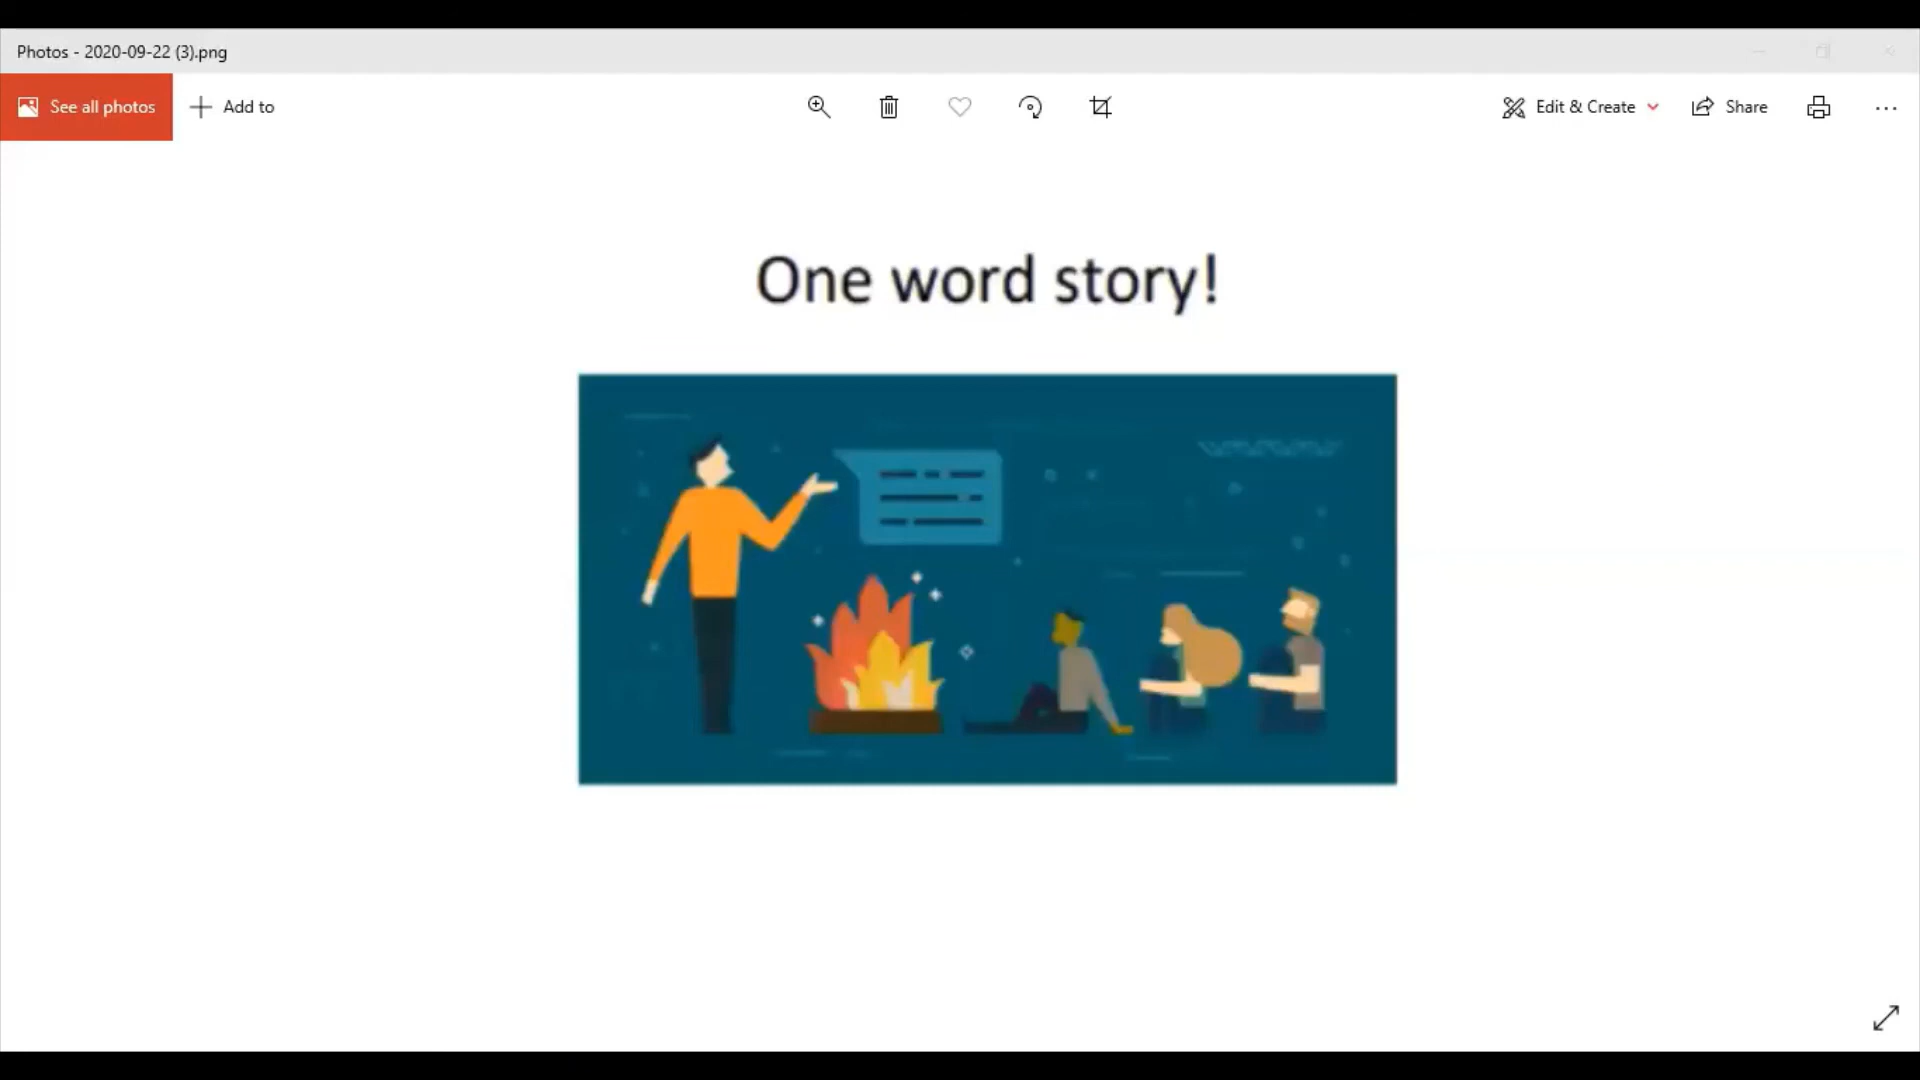 Photos - 2020-09-22 (3).png
See all photos
Add to
Edit & Create
Share
One word story!